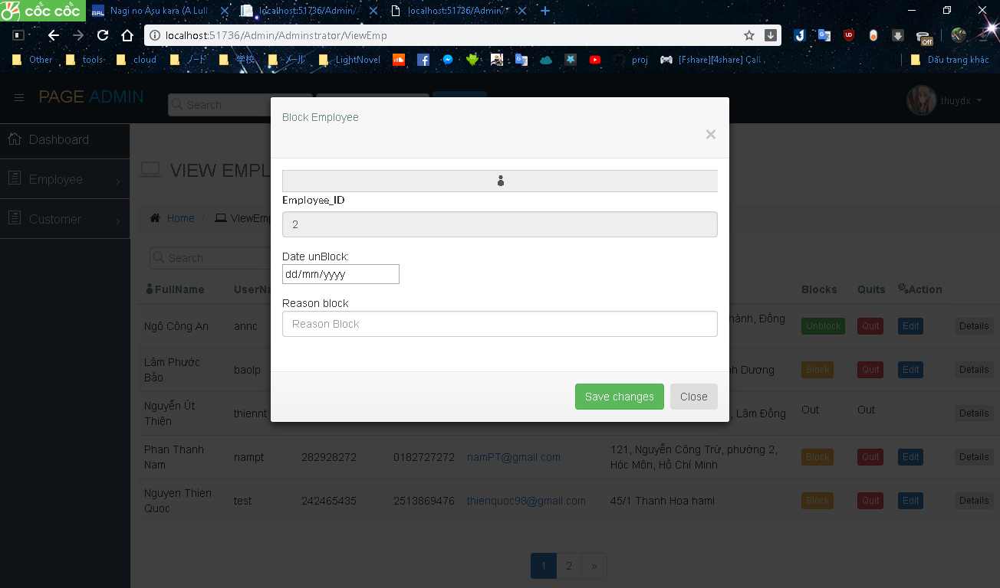 cốc cốc
MAL Nagi no Asu kara (A Lull
localhost:51736/Admin/
localhost:51736/Admin/
localhost:51736/Admin/Adminstrator/ViewEmp
Off
Other
tools
cloud
ノート
学校
メール
LightNovel
proj
[Fshare][4share] Çall
Dấu trang khác
PAGE ADMIN
Search
thuydx
Block Employee
×
Dashboard
Employee
Customer
VIEW EMPL
Home / ViewEmp
Search
Employee_ID
2
Date unBlock:
dd/mm/yyyy
Reason block
Reason Block
Save changes
Close
FullName
UserNa
Blocks
Quits
Action
Ngô Công An
annc
hành, Đồng
Unblock
Quit
Edit
Details
Lâm Phước
Bảo
baolp
h Dương
Block
Quit
Edit
Details
Nguyễn Út
Thiện
thiennt
, Lâm Đồng
Out
Out
Details
Phan Thanh
Nam
nampt
282928272
0182727272
namPT@gmail.com
121, Nguyễn Công Trứ, phường 2,
Hóc Môn, Hồ Chí Minh
Block
Quit
Edit
Details
Nguyen Thien
Quoc
test
242465435
2513869476
thienquoc98@gmail.com
45/1 Thanh Hoa haml
Block
Quit
Edit
Details
1
2
»